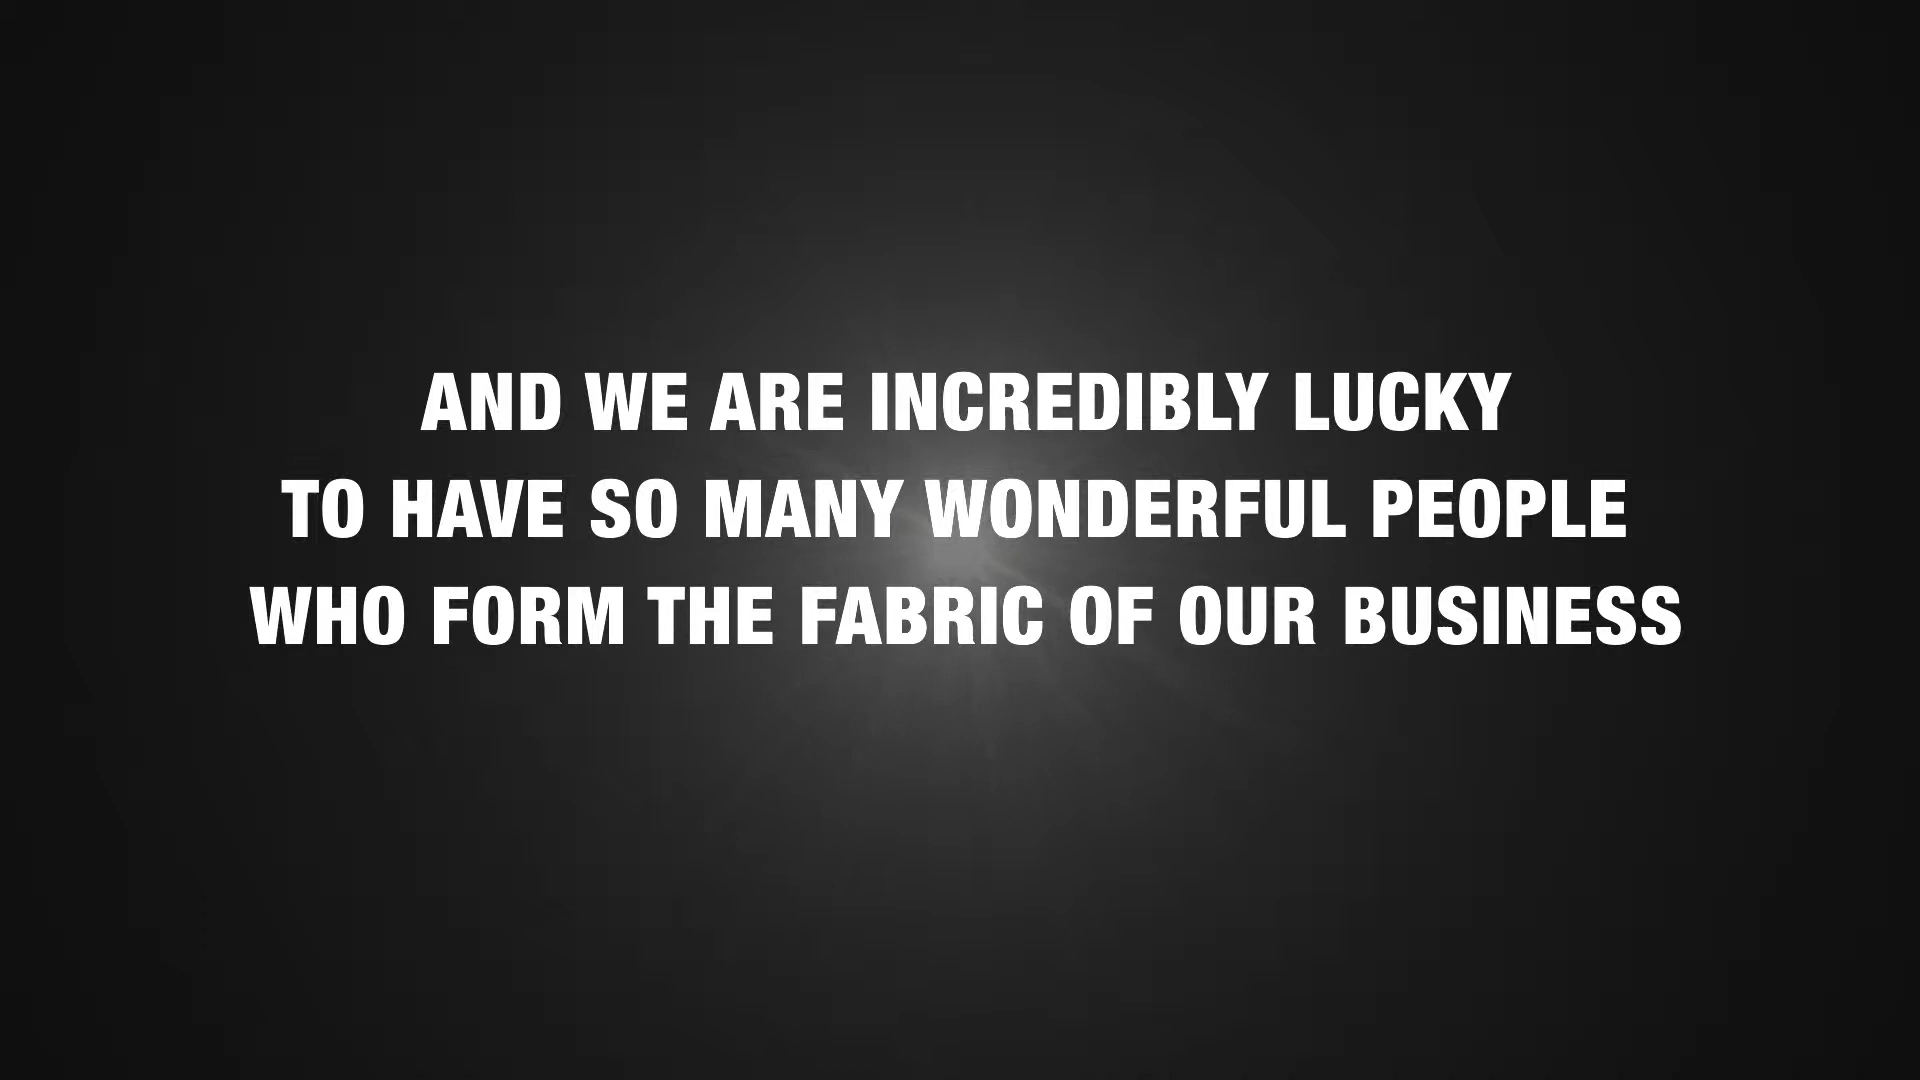 AND WE ARE INCREDIBLY LUCKY
TO HAVE SO MANY WONDERFUL PEOPLE
WHO FORM THE FABRIC OF OUR BUSINESS